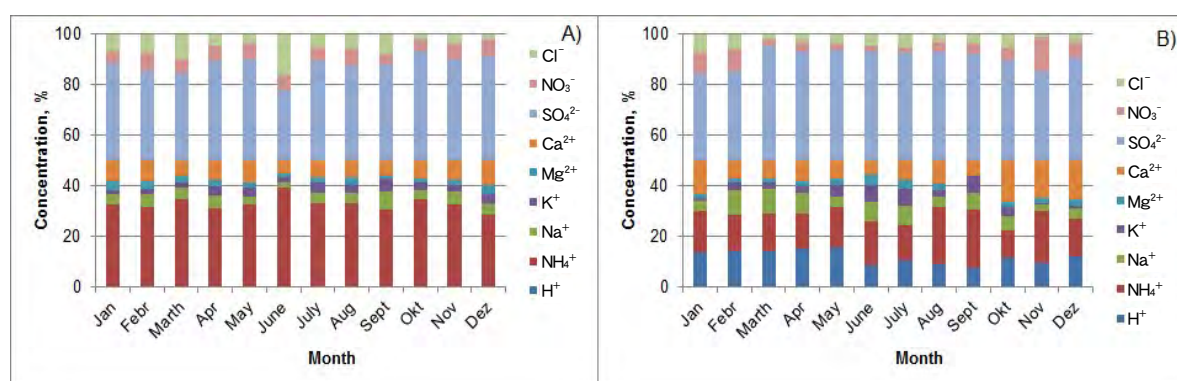 A)
Concentration, %
100
80
60
40
20
0
Jan
Febr
Marth
Apr
May
June
July
Aug
Sept
Okt
Nov
Dez
Month
Cl⁻
NO₃⁻
SO₄²⁻
Ca²⁺
Mg²⁺
K⁺
Na⁺
NH₄⁺
H⁺
B)
Concentration, %
100
80
60
40
20
0
Jan
Febr
March
Apr
May
June
July
Aug
Sept
Okt
Nov
Dez
Month
Cl⁻
NO₃⁻
SO₄²⁻
Ca²⁺
Mg²⁺
K⁺
Na⁺
NH₄⁺
H⁺